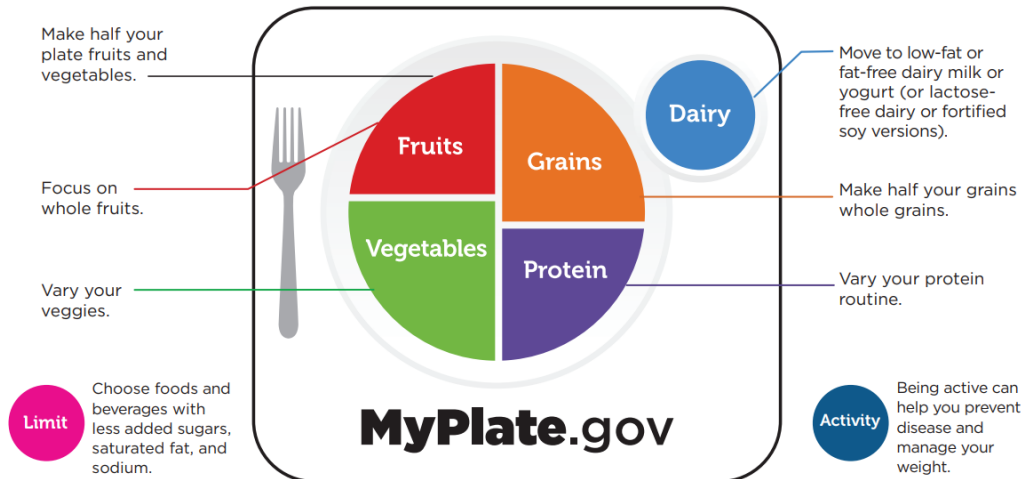 Make half your
plate fruits and
vegetables.
Focus on
whole fruits.
Vary your
veggies.
Fruits
Grains
Vegetables
Protein
Dairy
Move to low-fat or
fat-free dairy milk or
yogurt (or lactose-
free dairy or fortified
soy versions).
Make half your grains
whole grains.
Vary your protein
routine.
Limit
Choose foods and
beverages with
less added sugars,
saturated fat, and
sodium.
MyPlate.gov
Activity
Being active can
help you prevent
disease and
manage your
weight.